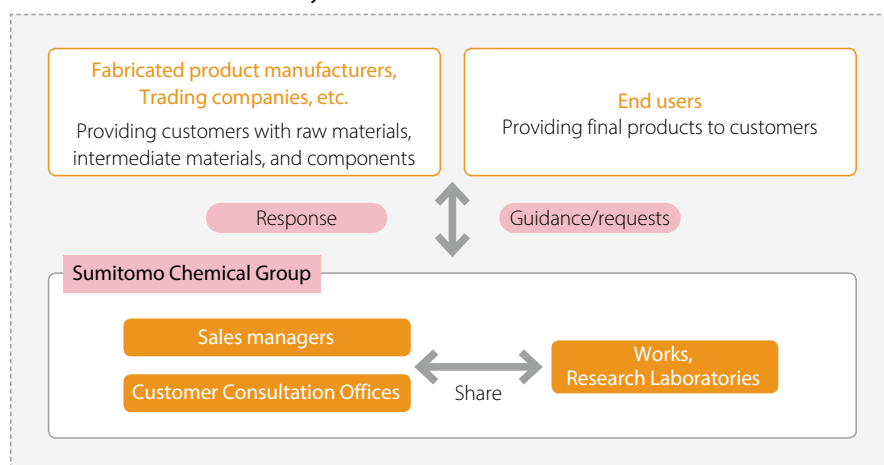 Fabricated product manufacturers,
Trading companies, etc.
Providing customers with raw materials,
intermediate materials, and components
End users
Providing final products to customers
Response
Guidance/requests
Sumitomo Chemical Group
Sales managers
Customer Consultation Offices
Share
Works,
Research Laboratories